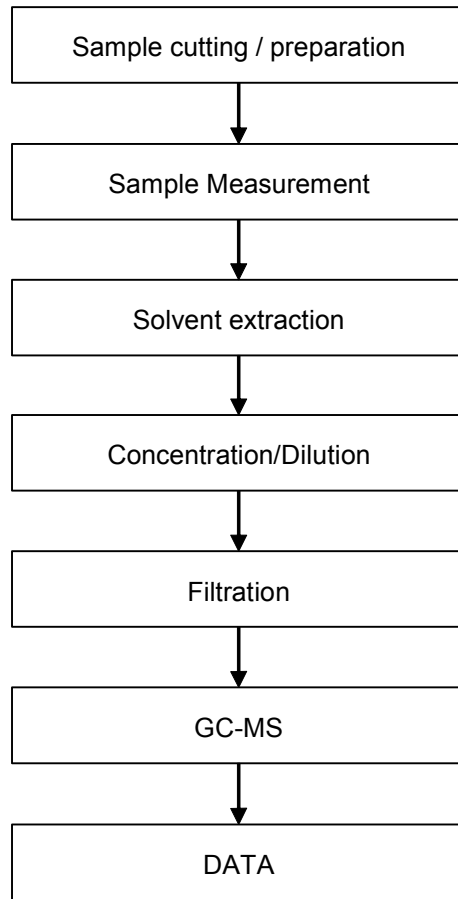 Sample cutting / preparation
Sample Measurement
Solvent extraction
Concentration/Dilution
Filtration
GC-MS
DATA